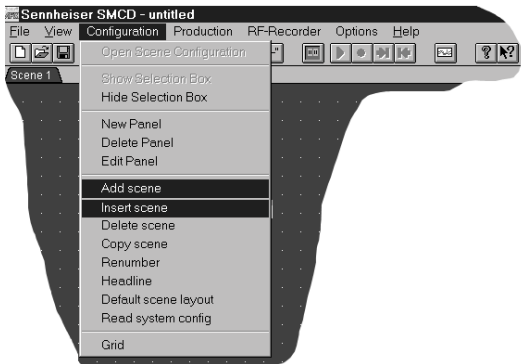 Sennheiser SMCD - untitled
File View Configuration Production RF-Recorder Options Help
Scene 1
Open Scene Configuration
Show Selection Box
Hide Selection Box
New Panel
Delete Panel
Edit Panel
Add scene
Insert scene
Delete scene
Copy scene
Renumber
Headline
Default scene layout
Read system config
Grid